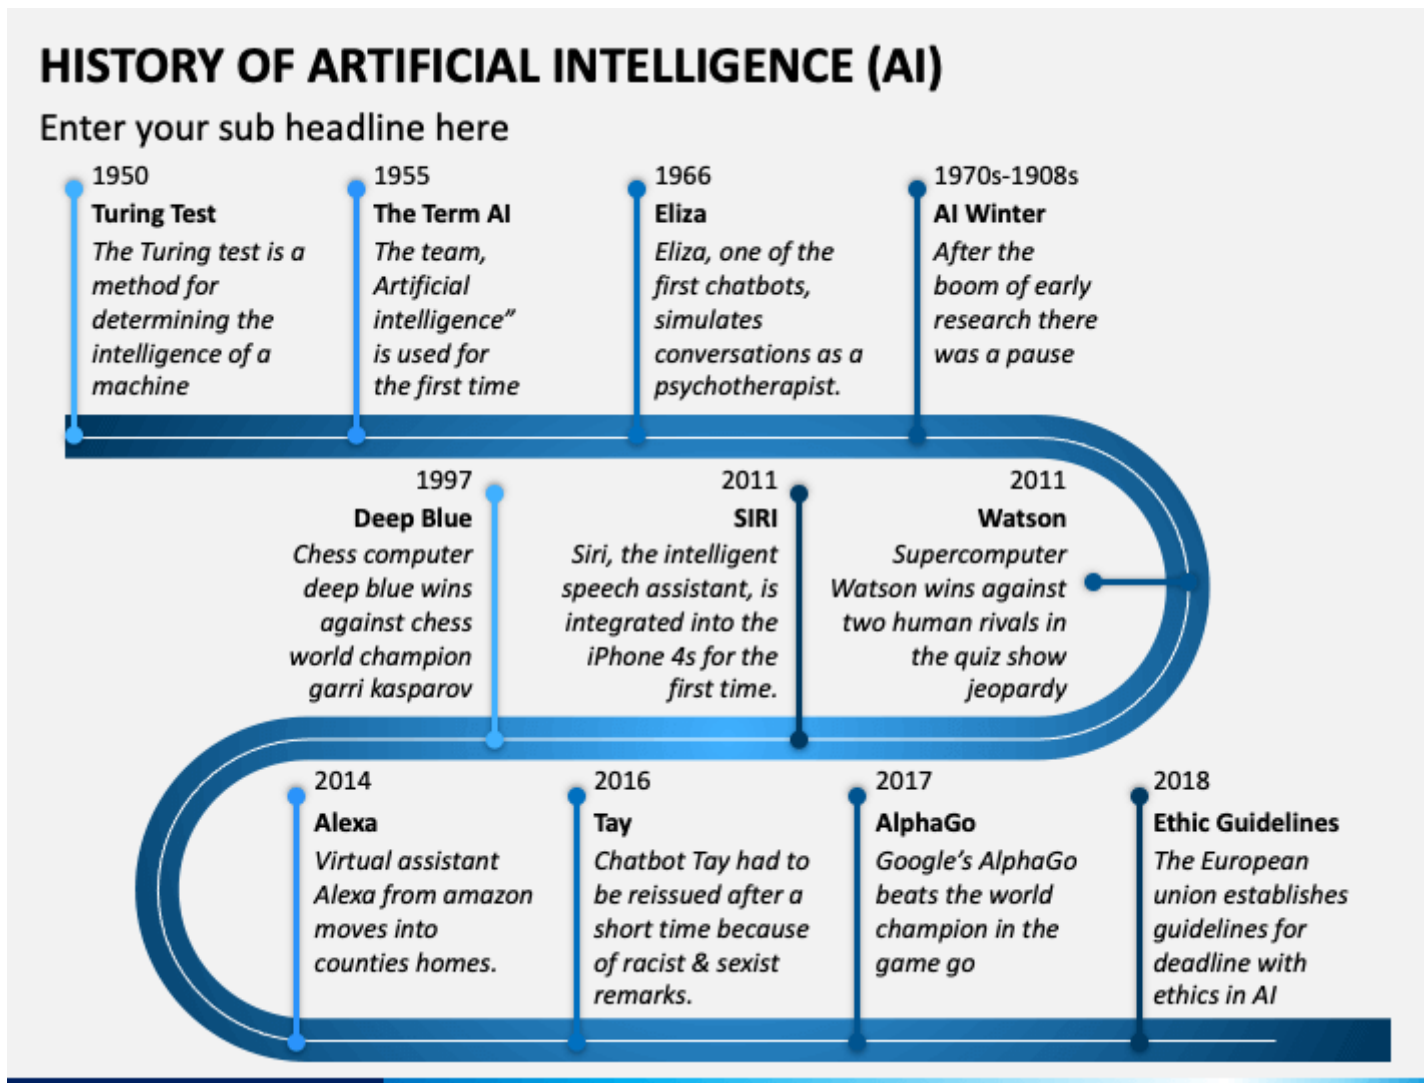 HISTORY OF ARTIFICIAL INTELLIGENCE (AI)
Enter your sub headline here
1950
Turing Test
The Turing test is a
method for
determining the
intelligence of a
machine
1955
The Term AI
The team,
Artificial
intelligence”
is used for
the first time
1966
Eliza
Eliza, one of the
first chatbots,
simulates
conversations as a
psychotherapist.
1970s-1908s
AI Winter
After the
boom of early
research there
was a pause
1997
Deep Blue
Chess computer
deep blue wins
against chess
world champion
garri kasparov
2011
SIRI
Siri, the intelligent
speech assistant, is
integrated into the
iPhone 4s for the
first time.
2011
Watson
Supercomputer
Watson wins against
two human rivals in
the quiz show
jeopardy
2014
Alexa
Virtual assistant
Alexa from amazon
moves into
counties homes.
2016
Tay
Chatbot Tay had to
be reissued after a
short time because
of racist & sexist
remarks.
2017
AlphaGo
Google’s AlphaGo
beats the world
champion in the
game go
2018
Ethic Guidelines
The European
union establishes
guidelines for
deadline with
ethics in AI